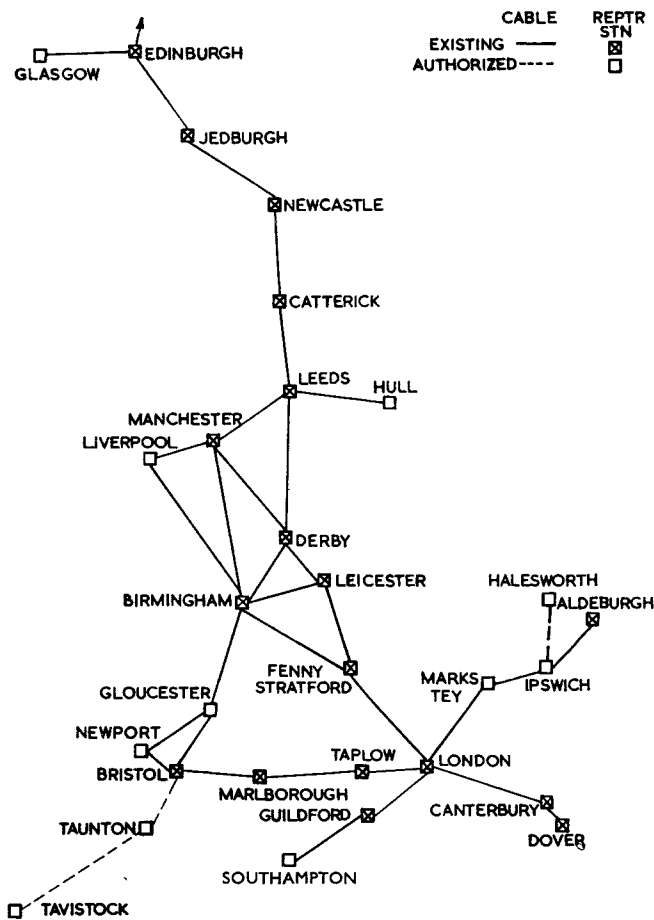 CABLE REPTR
STN
EXISTING
AUTHORIZED
EDINBURGH
GLASGOW
JEDBURGH
NEWCASTLE
CATTERICK
LEEDS
HULL
MANCHESTER
LIVERPOOL
DERBY
LEICESTER
BIRMINGHAM
HALESWORTH
ALDEBURGH
FENNY
STRATFORD
MARKS
TEY
IPSWICH
GLOUCESTER
NEWPORT
BRISTOL
TAPLOW
LONDON
MARLBOROUGH
GUILDFORD
CANTERBURY
DOVER
TAUNTON
SOUTHAMPTON
TAVISTOCK